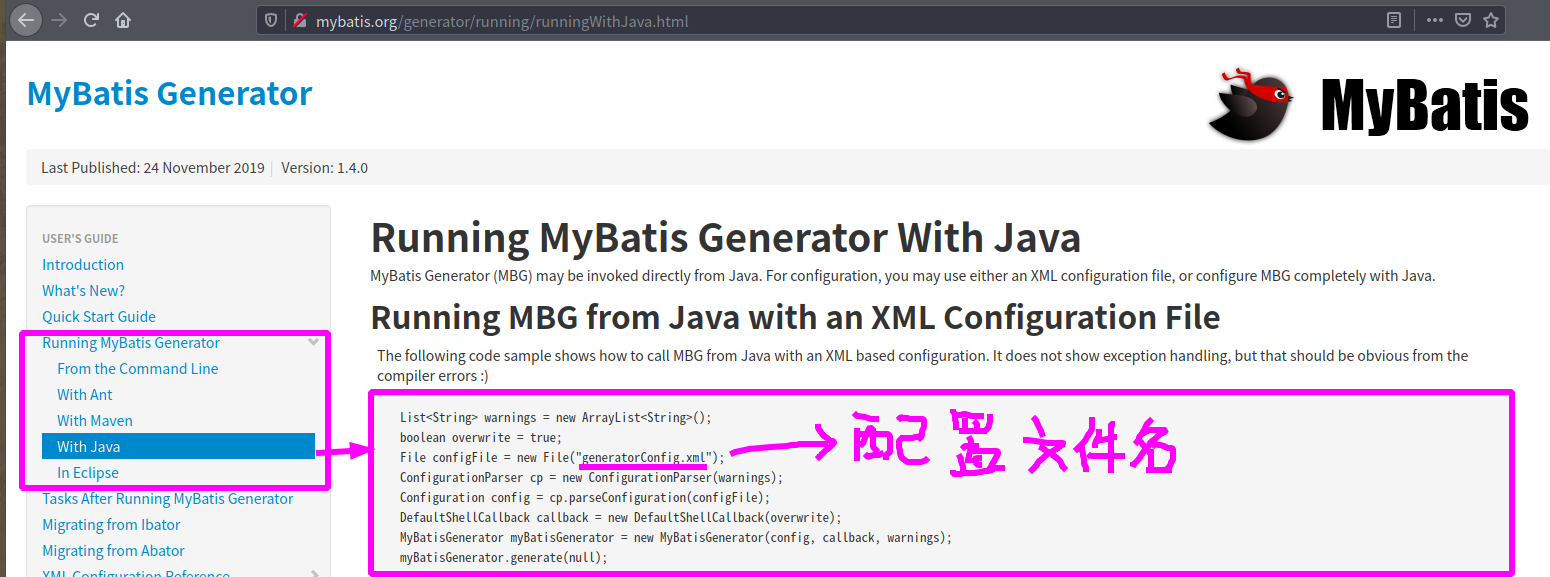 mybatis.org/generator/running/runningWithJava.html
MyBatis Generator
MyBatis
Last Published: 24 November 2019 | Version: 1.4.0
USER'S GUIDE
Introduction
What's New?
Quick Start Guide
Running MyBatis Generator
From the Command Line
With Ant
With Maven
With Java
In Eclipse
Tasks After Running MyBatis Generator
Migrating from Ibator
Migrating from Abator
XML Configuration Reference
Running MyBatis Generator With Java
MyBatis Generator (MBG) may be invoked directly from Java. For configuration, you may use either an XML configuration file, or configure MBG completely with Java.
Running MBG from Java with an XML Configuration File
The following code sample shows how to call MBG from Java with an XML based configuration. It does not show exception handling, but that should be obvious from the
compiler errors :)
List<String> warnings = new ArrayList<String>();
boolean overwrite = true;
File configFile = new File("generatorConfig.xml");
配置文件名
ConfigurationParser cp = new ConfigurationParser(warnings);
Configuration config = cp.parseConfiguration(configFile);
DefaultShellCallback callback = new DefaultShellCallback(overwrite);
MyBatisGenerator myBatisGenerator = new MyBatisGenerator(config, callback, warnings);
myBatisGenerator.generate(null);